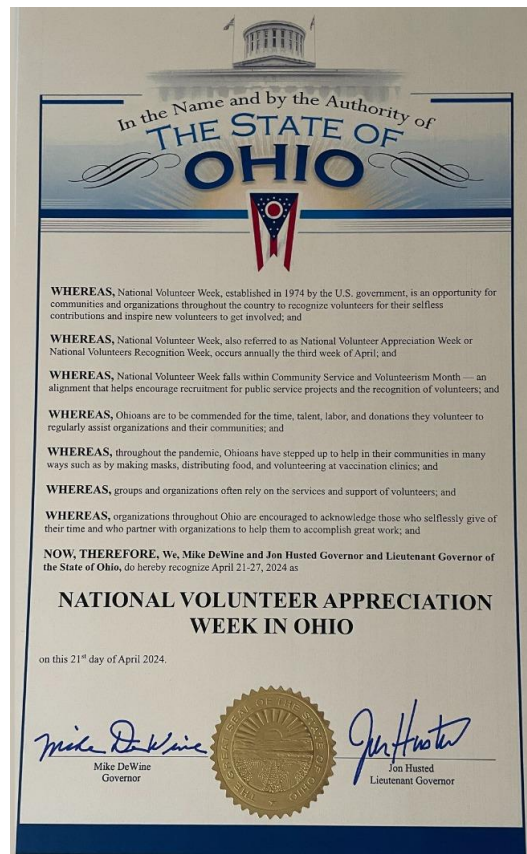 In the Name and by the Authority of
THE STATE OF
OHIO
WHEREAS, National Volunteer Week, established in 1974 by the U.S. government, is an opportunity for
communities and organizations throughout the country to recognize volunteers for their selfless
contributions and inspire new volunteers to get involved; and
WHEREAS, National Volunteer Week, also referred to as National Volunteer Appreciation Week or
National Volunteers Recognition Week, occurs annually the third week of April; and
WHEREAS, National Volunteer Week falls within Community Service and Volunteerism Month — an
alignment that helps encourage recruitment for public service projects and the recognition of volunteers; and
WHEREAS, Ohioans are to be commended for the time, talent, labor, and donations they volunteer to
regularly assist organizations and their communities; and
WHEREAS, throughout the pandemic, Ohioans have stepped up to help in their communities in many
ways such as by making masks, distributing food, and volunteering at vaccination clinics; and
WHEREAS, groups and organizations often rely on the services and support of volunteers; and
WHEREAS, organizations throughout Ohio are encouraged to acknowledge those who selflessly give of
their time and who partner with organizations to help them to accomplish great work; and
NOW, THEREFORE, We, Mike DeWine and Jon Husted Governor and Lieutenant Governor of
the State of Ohio, do hereby recognize April 21-27, 2024 as
NATIONAL VOLUNTEER APPRECIATION
WEEK IN OHIO
on this 21st day of April 2024.
Mike DeWine
Jon Husted
THE GREAT SEAL OF THE STATE OF OHIO
Mike DeWine
Governor
Jon Husted
Lieutenant Governor